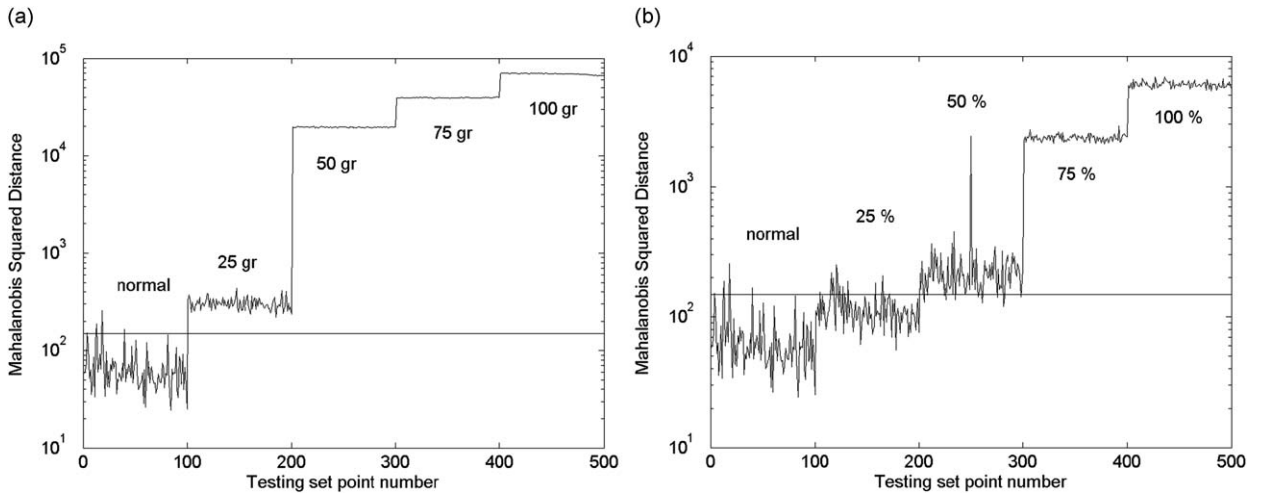 (a)
10^5
10^4
10^3
10^2
10^1
Mahalanobis Squared Distance
normal
25 gr
50 gr
75 gr
100 gr
0 100 200 300 400 500
Testing set point number
(b)
10^4
10^3
10^2
10^1
Mahalanobis Squared Distance
normal
25 %
50 %
75 %
100 %
0 100 200 300 400 500
Testing set point number